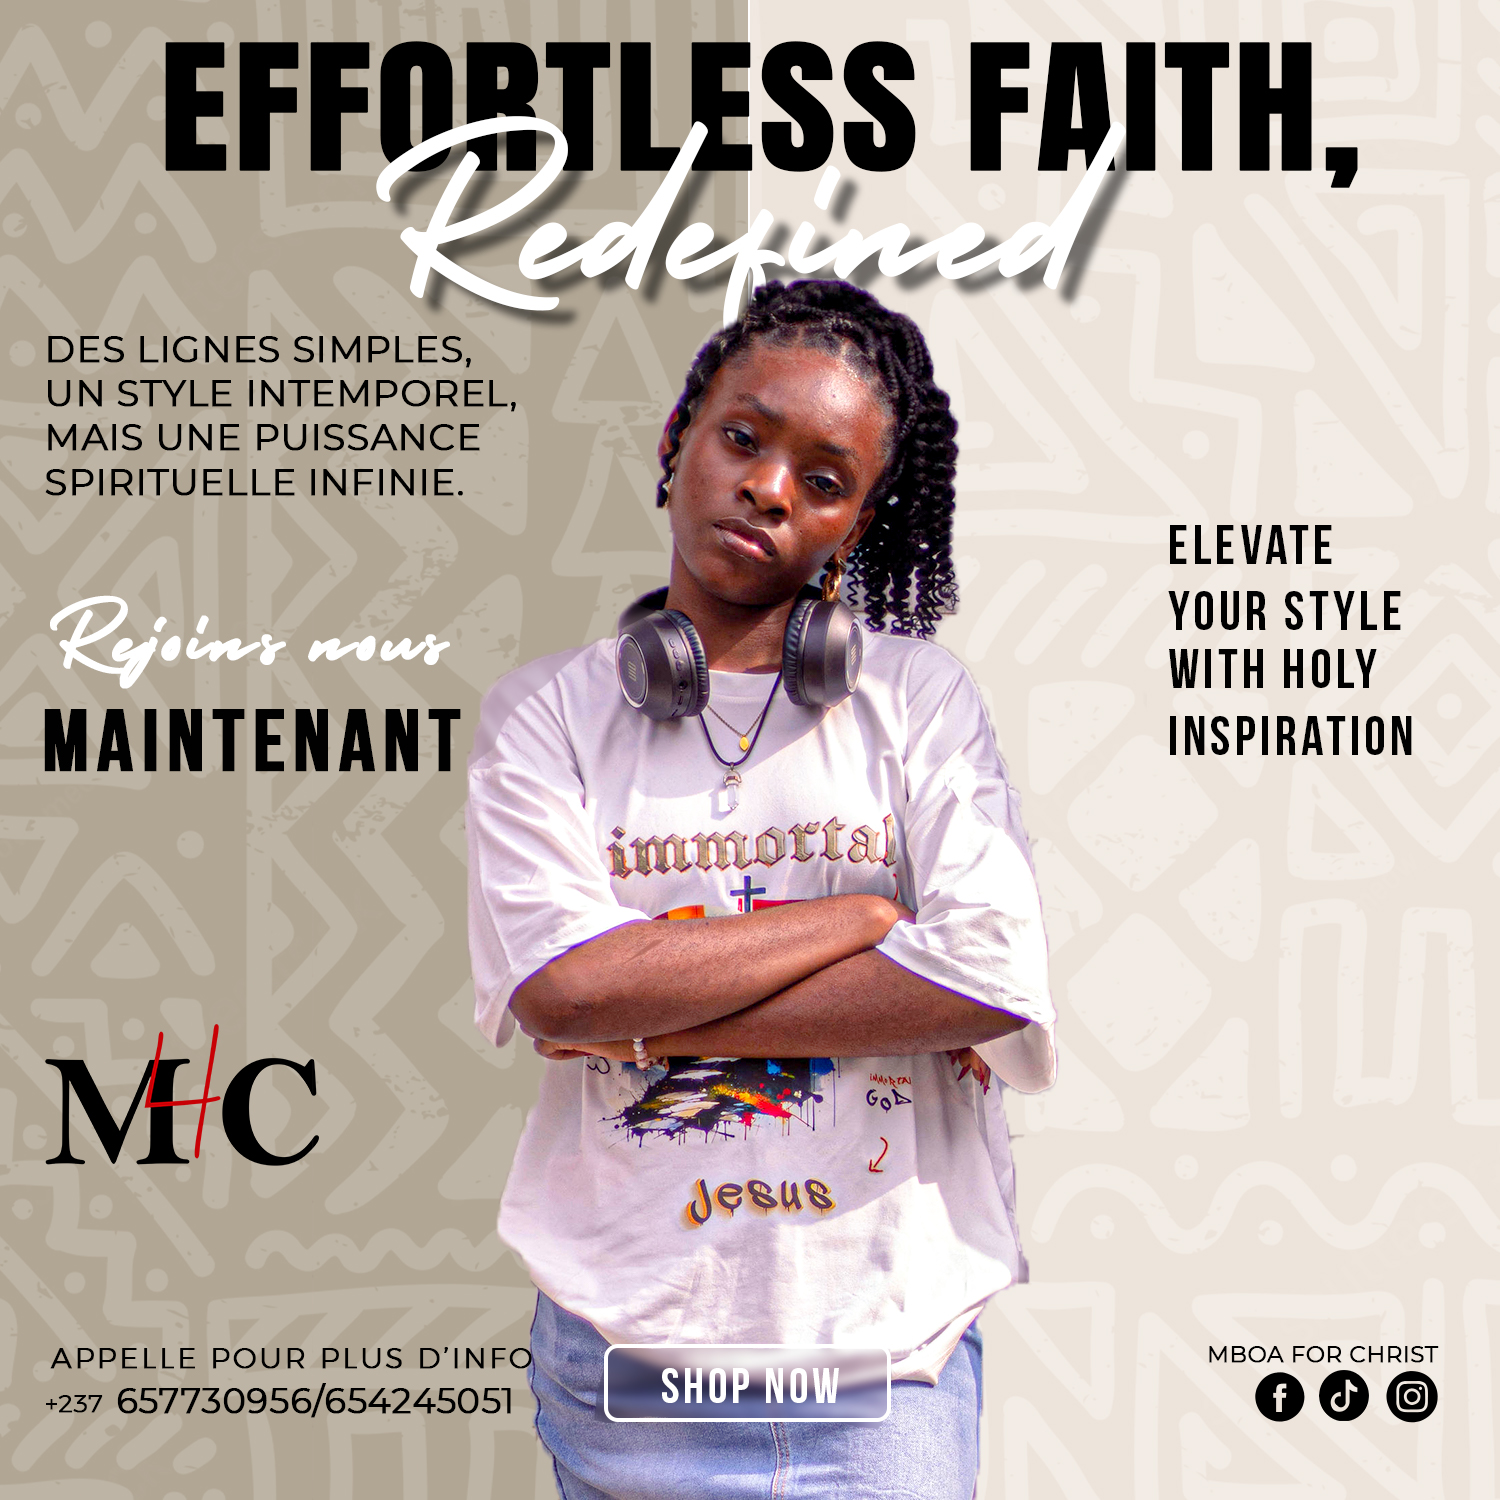 EFFORTLESS FAITH,
Redefined
DES LIGNES SIMPLES,
UN STYLE INTEMPOREL,
MAIS UNE PUISSANCE
SPIRITUELLE INFINIE.
Rejoins nous
MAINTENANT
ELEVATE
YOUR STYLE
WITH HOLY
INSPIRATION
immortal
IMMORTAL
GOD
Jesus
M4C
APPELLE POUR PLUS D'INFO
+237 657730956/654245051
SHOP NOW
MBOA FOR CHRIST